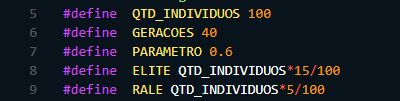 5 #define QTD_INDIVIDUOS 100
6 #define GERACOES 40
7 #define PARAMETRO 0.6
8 #define ELITE QTD_INDIVIDUOS*15/100
9 #define RALE QTD_INDIVIDUOS*5/100